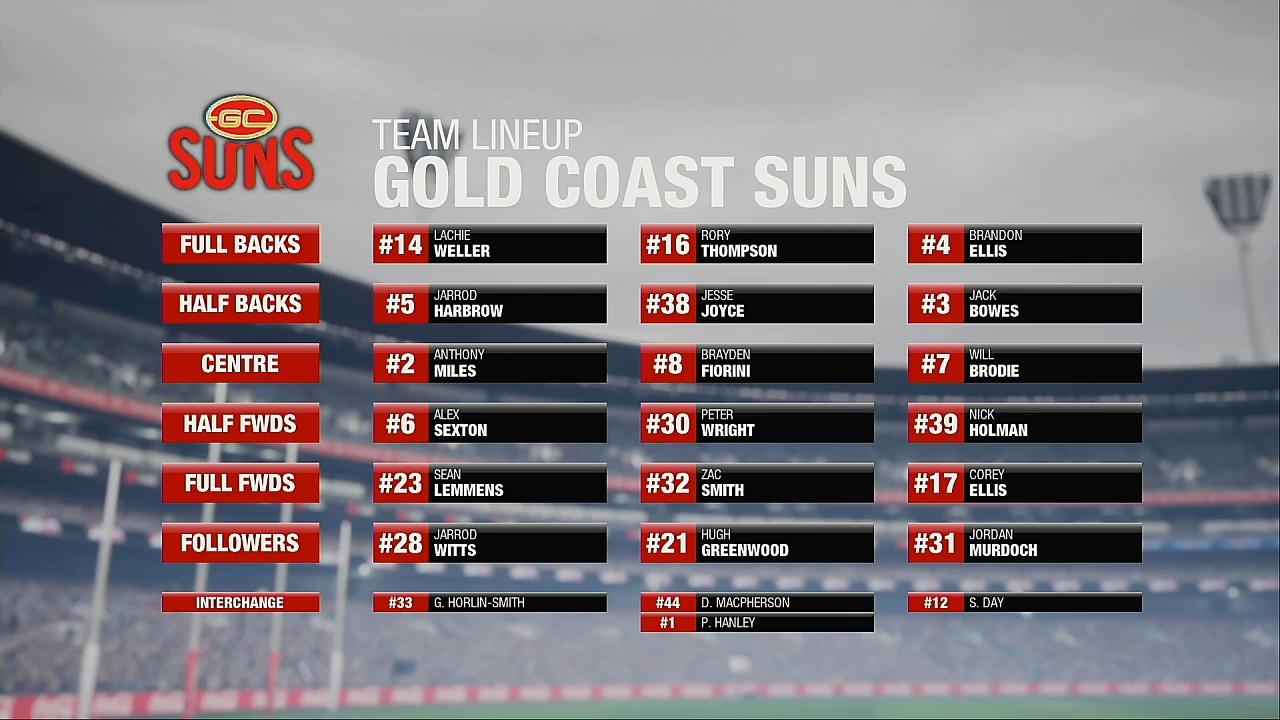 GC
SUNS
TEAM LINEUP
GOLD COAST SUNS
FULL BACKS
#14 LACHIE WELLER
#16 RORY THOMPSON
#4 BRANDON ELLIS
HALF BACKS
#5 JARROD HARBROW
#38 JESSE JOYCE
#3 JACK BOWES
CENTRE
#2 ANTHONY MILES
#8 BRAYDEN FIORINI
#7 WILL BRODIE
HALF FWDS
#6 ALEX SEXTON
#30 PETER WRIGHT
#39 NICK HOLMAN
FULL FWDS
#23 SEAN LEMMENS
#32 ZAC SMITH
#17 COREY ELLIS
FOLLOWERS
#28 JARROD WITTS
#21 HUGH GREENWOOD
#31 JORDAN MURDOCH
INTERCHANGE
#33 G. HORLIN-SMITH
#44 D. MACPHERSON
#12 S. DAY
#1 P. HANLEY